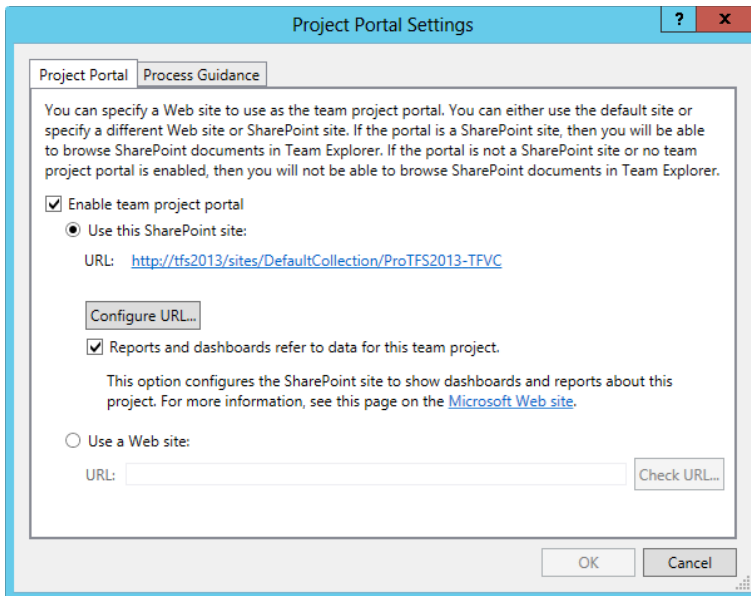 Project Portal Settings
? x
Project Portal Process Guidance
You can specify a Web site to use as the team project portal. You can either use the default site or
specify a different Web site or SharePoint site. If the portal is a SharePoint site, then you will be able
to browse SharePoint documents in Team Explorer. If the portal is not a SharePoint site or no team
project portal is enabled, then you will not be able to browse SharePoint documents in Team Explorer.
Enable team project portal
Use this SharePoint site:
URL: http://tfs2013/sites/DefaultCollection/ProTFS2013-TFVC
Configure URL...
Reports and dashboards refer to data for this team project.
This option configures the SharePoint site to show dashboards and reports about this
project. For more information, see this page on the Microsoft Web site.
Use a Web site:
URL: Check URL...
OK Cancel